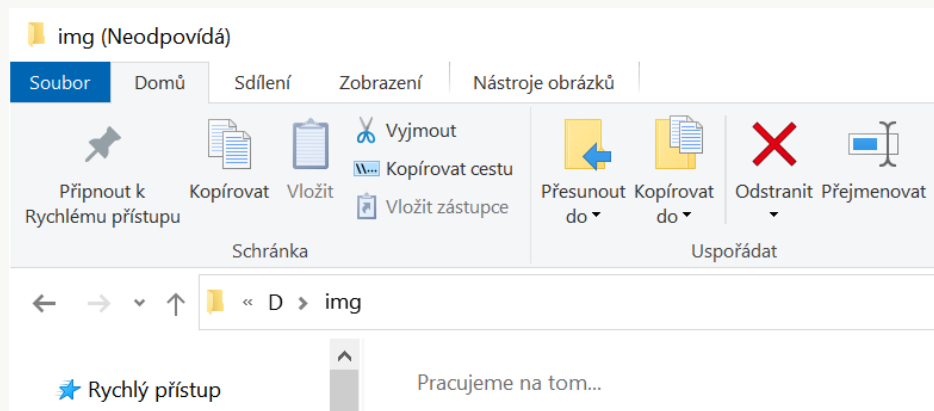 img (Neodpovídá)
Soubor Domů Sdílení Zobrazení Nástroje obrázků
Připnout k
Rychlému přístupu
Kopírovat
Vložit
Vyjmout
Kopírovat cestu
Vložit zástupce
Schránka
Přesunout
do
Kopírovat
do
Odstranit
Přejmenovat
Uspořádat
« D › img
Rychlý přístup
Pracujeme na tom...